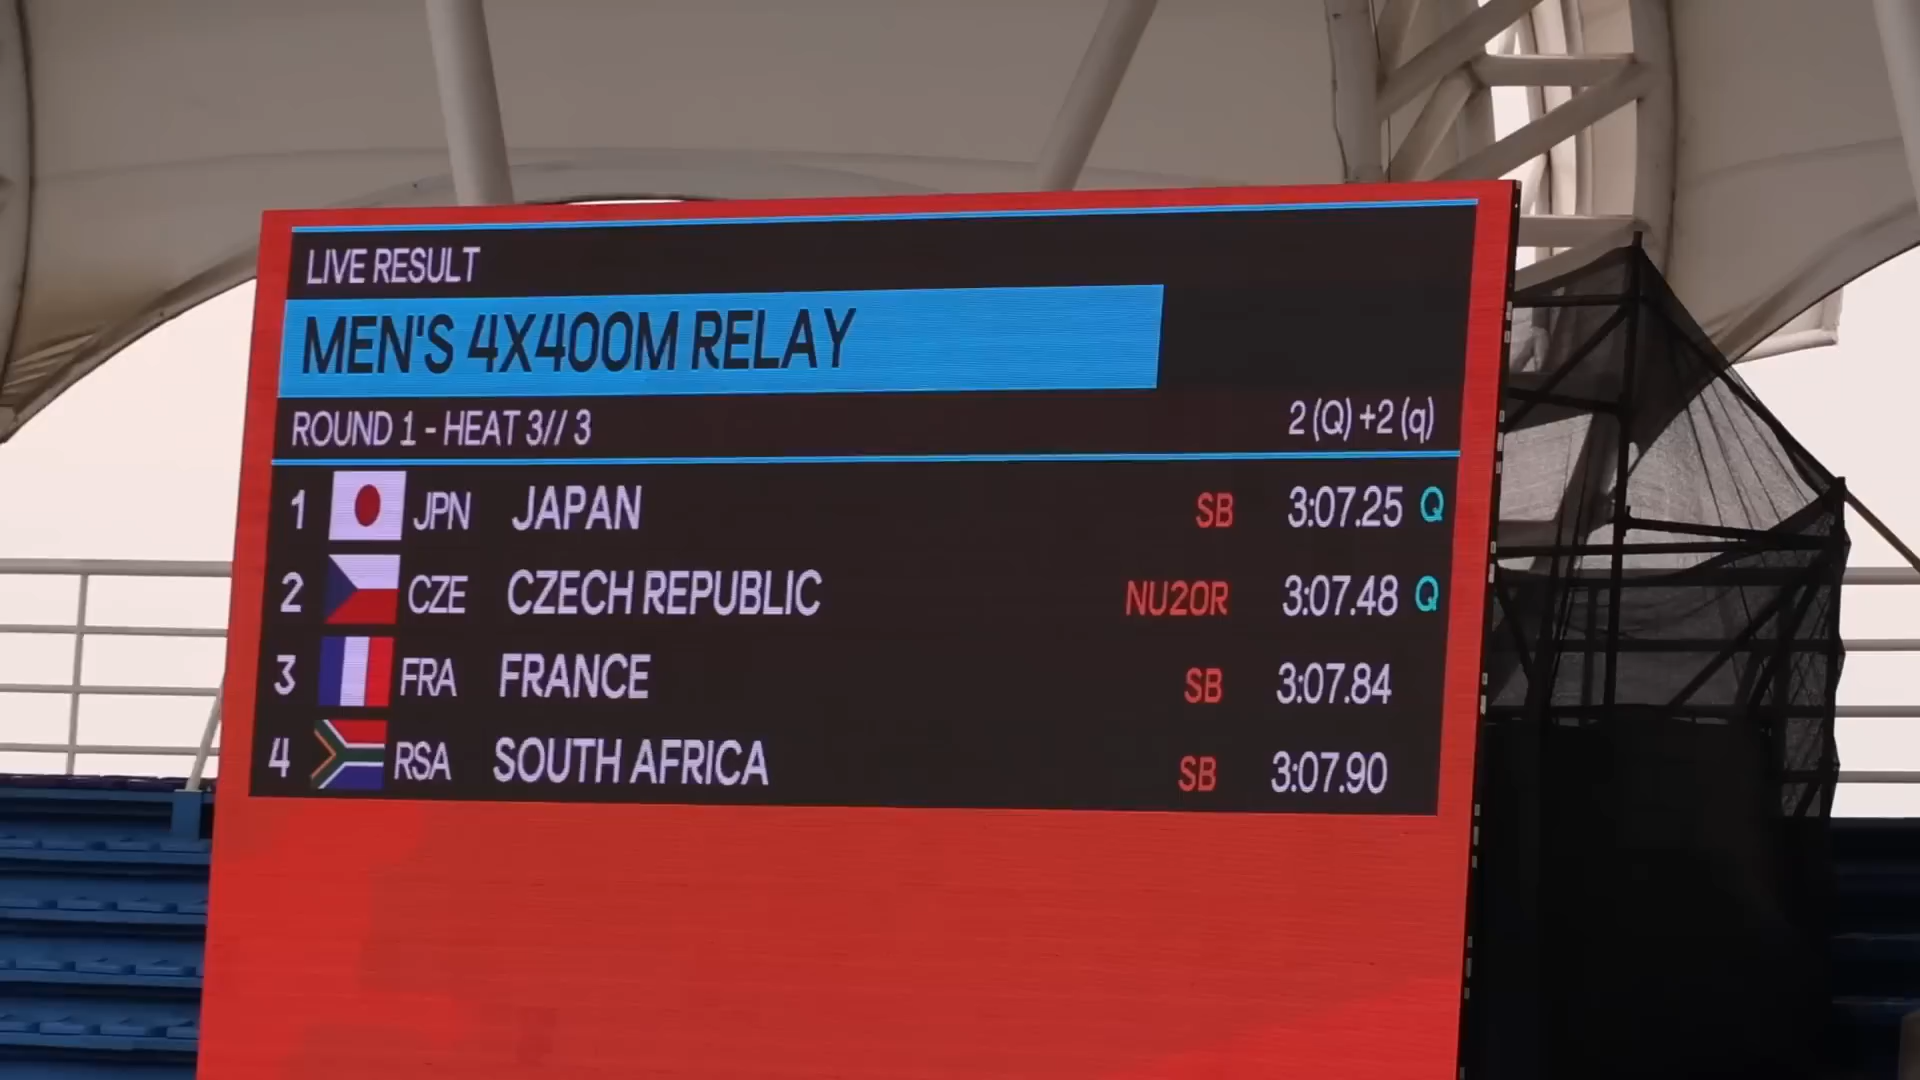 LIVE RESULT
MEN'S 4X400M RELAY
ROUND 1 - HEAT 3// 3 2 (Q) +2 (q)
1 JPN JAPAN SB 3:07.25 Q
2 CZE CZECH REPUBLIC NU20R 3:07.48 Q
3 FRA FRANCE SB 3:07.84
4 RSA SOUTH AFRICA SB 3:07.90